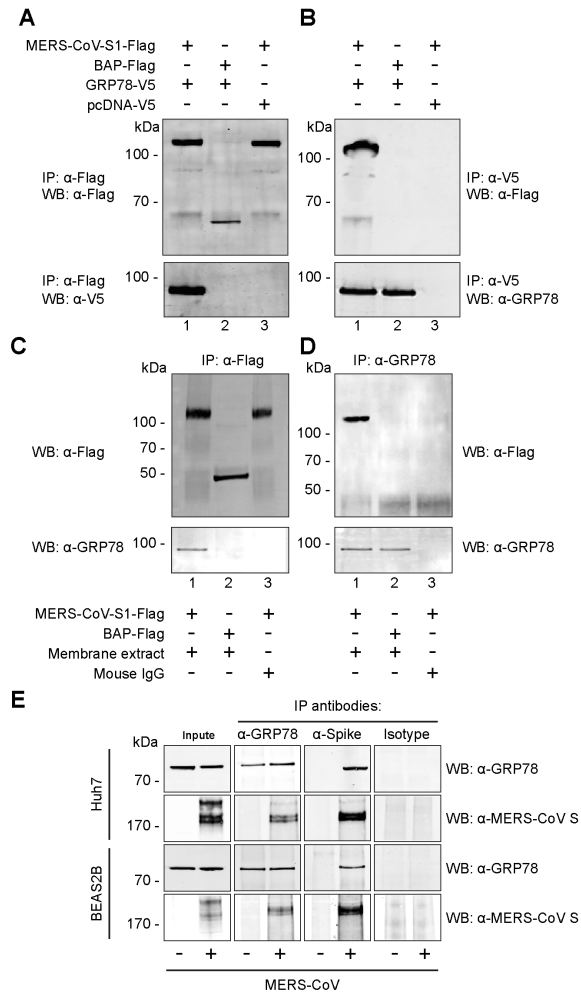 A
B
MERS-CoV-S1-Flag + - + + - +
BAP-Flag - + - - + -
GRP78-V5 + + - + + -
pcDNA-V5 - - + - - +
kDa
100 -
70 -
IP: α-Flag
WB: α-Flag
100 -
IP: α-Flag
WB: α-V5
1 2 3
kDa
100 -
70 -
IP: α-V5
WB: α-Flag
100 -
IP: α-V5
WB: α-GRP78
1 2 3
C
IP: α-Flag
kDa
100 -
70 -
50 -
WB: α-Flag
100 -
WB: α-GRP78
1 2 3
D
IP: α-GRP78
kDa
100 -
70 -
50 -
WB: α-Flag
100 -
WB: α-GRP78
1 2 3
MERS-CoV-S1-Flag + - + + - +
BAP-Flag - + - - + -
Membrane extract + + - + + -
Mouse IgG - - + - - +
E
IP antibodies:
Inpute α-GRP78 α-Spike Isotype
kDa
Huh7
70 -
WB: α-GRP78
170 -
WB: α-MERS-CoV S
BEAS2B
70 -
WB: α-GRP78
170 -
WB: α-MERS-CoV S
- + - + - + - +
MERS-CoV